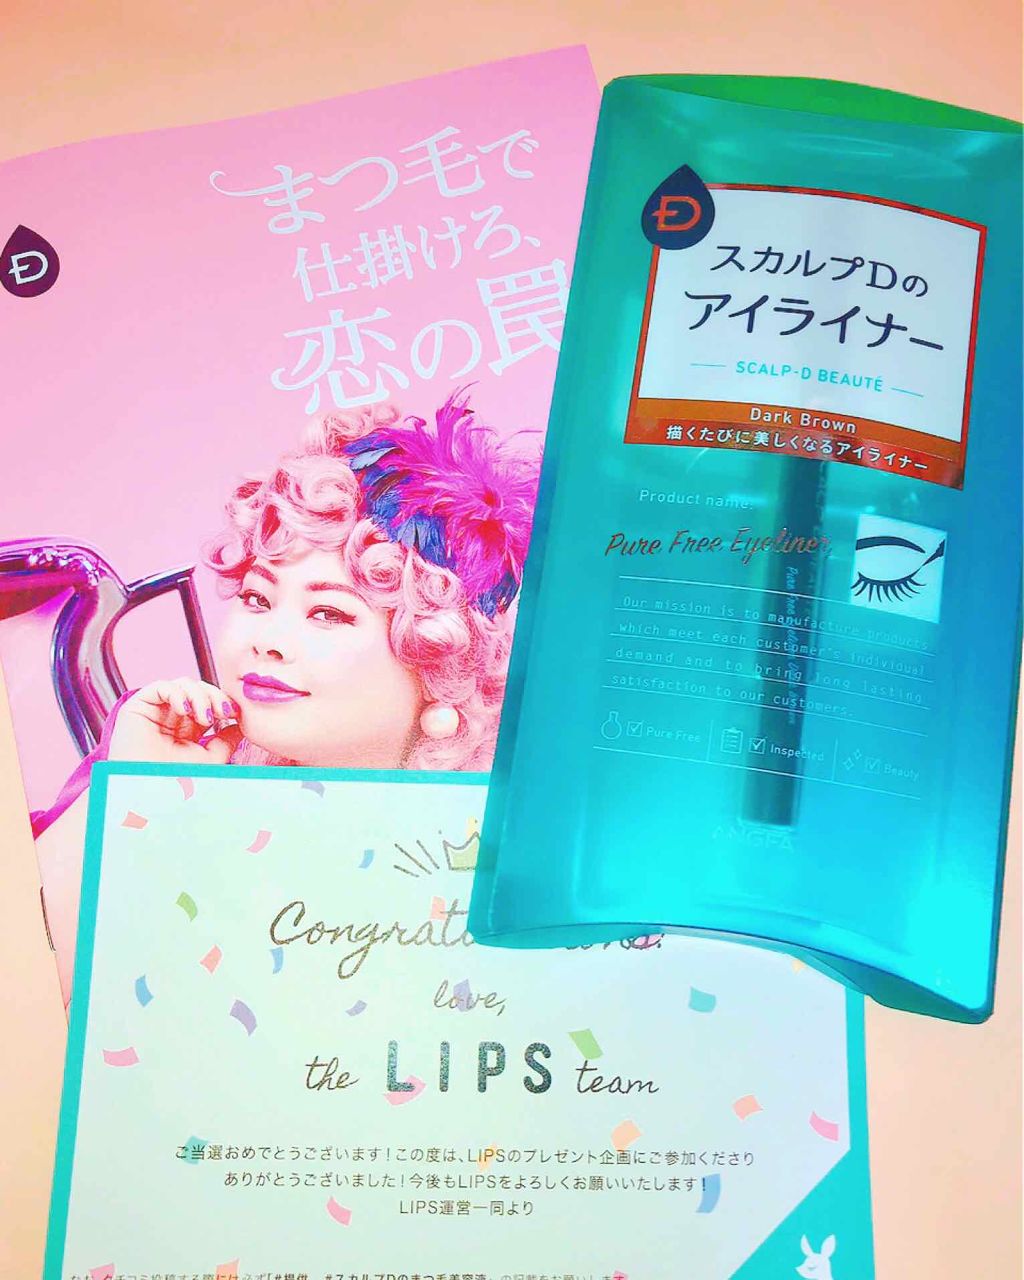 まつ毛で
仕掛けろ、
恋の罠
Đ
Đ
スカルプDの
アイライナー
SCALP-D BEAUTÉ
Dark Brown
描くたびに美しくなるアイライナー
Product name:
Pure Free Eyeliner
Our mission is to manufacture products
which meet each customer's individual
demand and to bring long lasting
satisfaction to our customers.
Pure Free
Inspected
Beauty
ANGFA
love,
the LIPS team
ご当選おめでとうございます!この度は、LIPSのプレゼント企画にご参加くださり
ありがとうございました!今後もLIPSをよろしくお願いいたします!
LIPS運営一同より